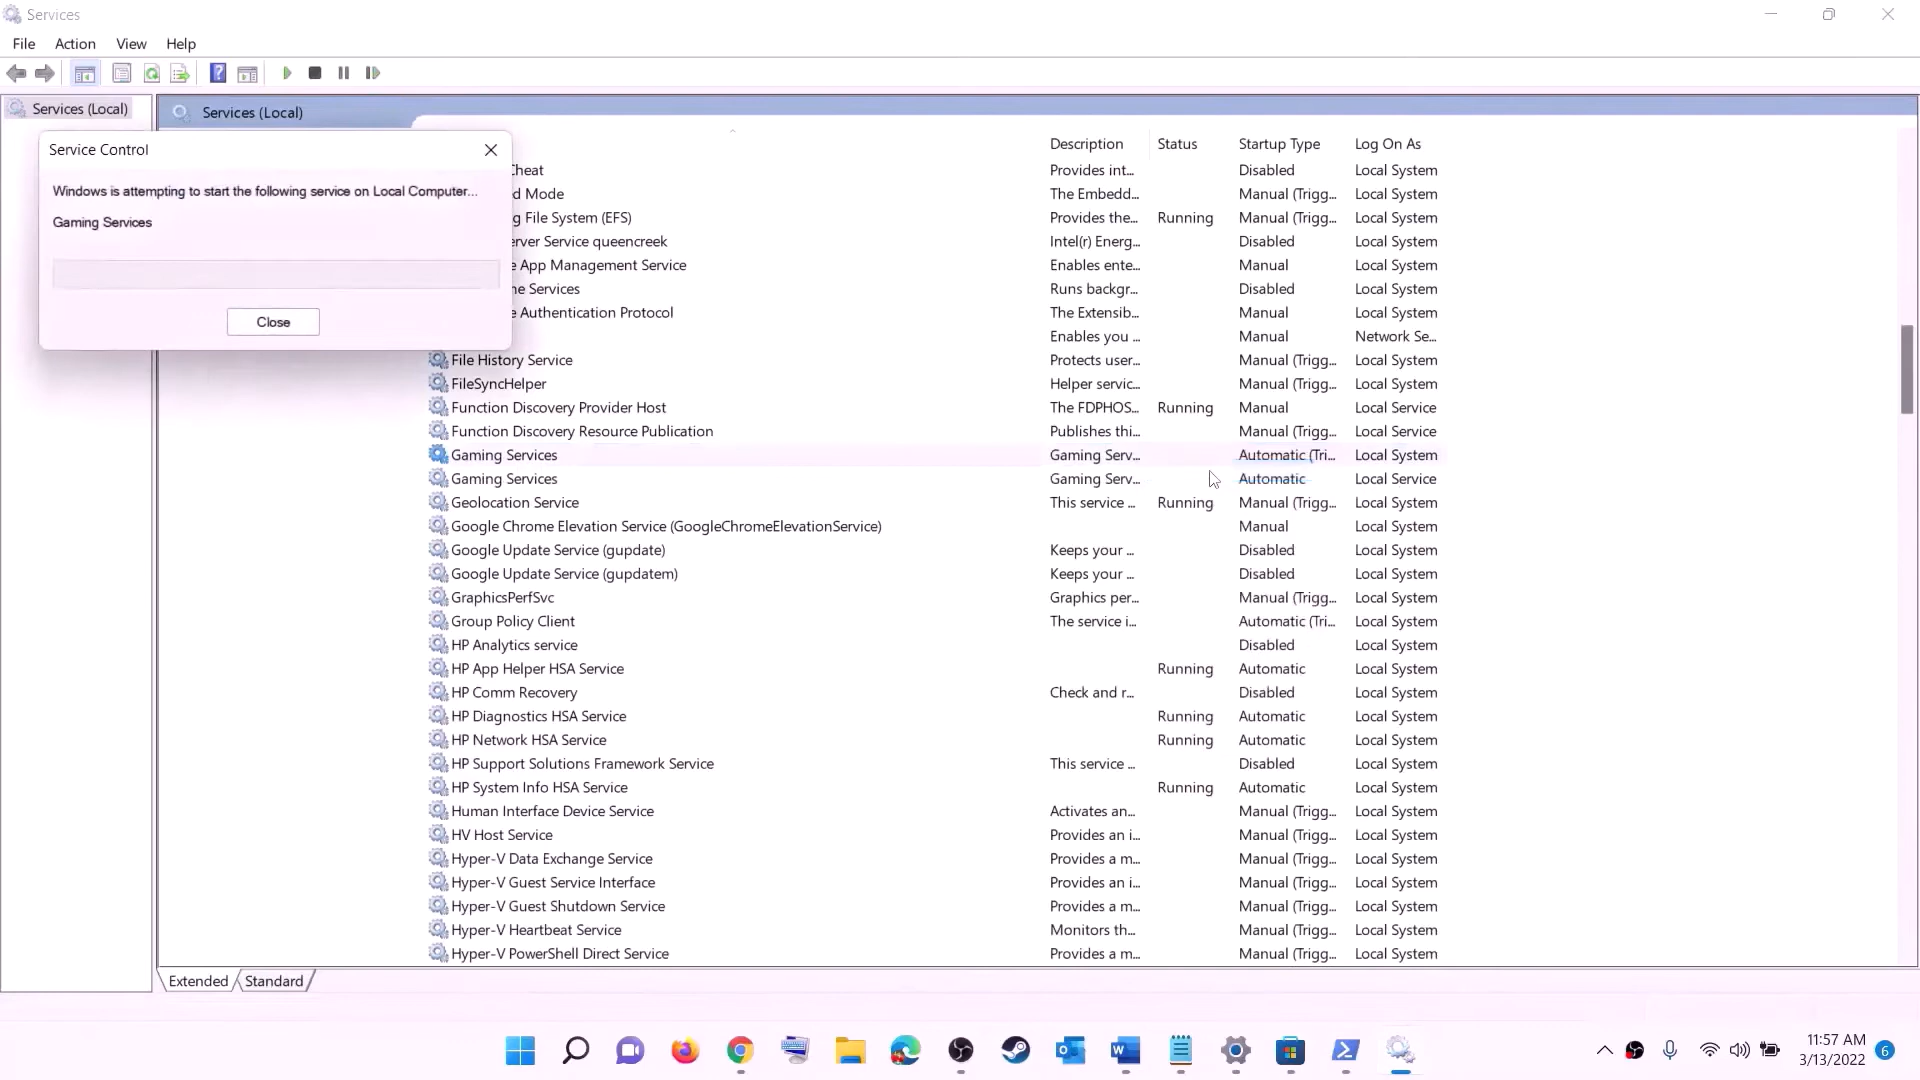 Services
File Action View Help
Services (Local)
Services (Local)
Service Control
Windows is attempting to start the following service on Local Computer...
Gaming Services
Close
Description Status Startup Type Log On As
Cheat Provides int... Disabled Local System
d Mode The Embedd... Manual (Trigg... Local System
g File System (EFS) Provides the... Running Manual (Trigg... Local System
erver Service queencreek Intel(r) Energ... Disabled Local System
e App Management Service Enables ente... Manual Local System
ne Services Runs backgr... Disabled Local System
e Authentication Protocol The Extensib... Manual Local System
Enables you ... Manual Network Se...
File History Service Protects user... Manual (Trigg... Local System
FileSyncHelper Helper servic... Manual (Trigg... Local System
Function Discovery Provider Host The FDPHOS... Running Manual Local Service
Function Discovery Resource Publication Publishes thi... Manual (Trigg... Local Service
Gaming Services Gaming Serv... Automatic (Tri... Local System
Gaming Services Gaming Serv... Automatic Local Service
Geolocation Service This service ... Running Manual (Trigg... Local System
Google Chrome Elevation Service (GoogleChromeElevationService) Manual Local System
Google Update Service (gupdate) Keeps your ... Disabled Local System
Google Update Service (gupdatem) Keeps your ... Disabled Local System
GraphicsPerfSvc Graphics per... Manual (Trigg... Local System
Group Policy Client The service i... Automatic (Tri... Local System
HP Analytics service Disabled Local System
HP App Helper HSA Service Running Automatic Local System
HP Comm Recovery Check and r... Disabled Local System
HP Diagnostics HSA Service Running Automatic Local System
HP Network HSA Service Running Automatic Local System
HP Support Solutions Framework Service This service ... Disabled Local System
HP System Info HSA Service Running Automatic Local System
Human Interface Device Service Activates an... Manual (Trigg... Local System
HV Host Service Provides an i... Manual (Trigg... Local System
Hyper-V Data Exchange Service Provides a m... Manual (Trigg... Local System
Hyper-V Guest Service Interface Provides an i... Manual (Trigg... Local System
Hyper-V Guest Shutdown Service Provides a m... Manual (Trigg... Local System
Hyper-V Heartbeat Service Monitors th... Manual (Trigg... Local System
Hyper-V PowerShell Direct Service Provides a m... Manual (Trigg... Local System
Extended Standard
11:57 AM
3/13/2022 6